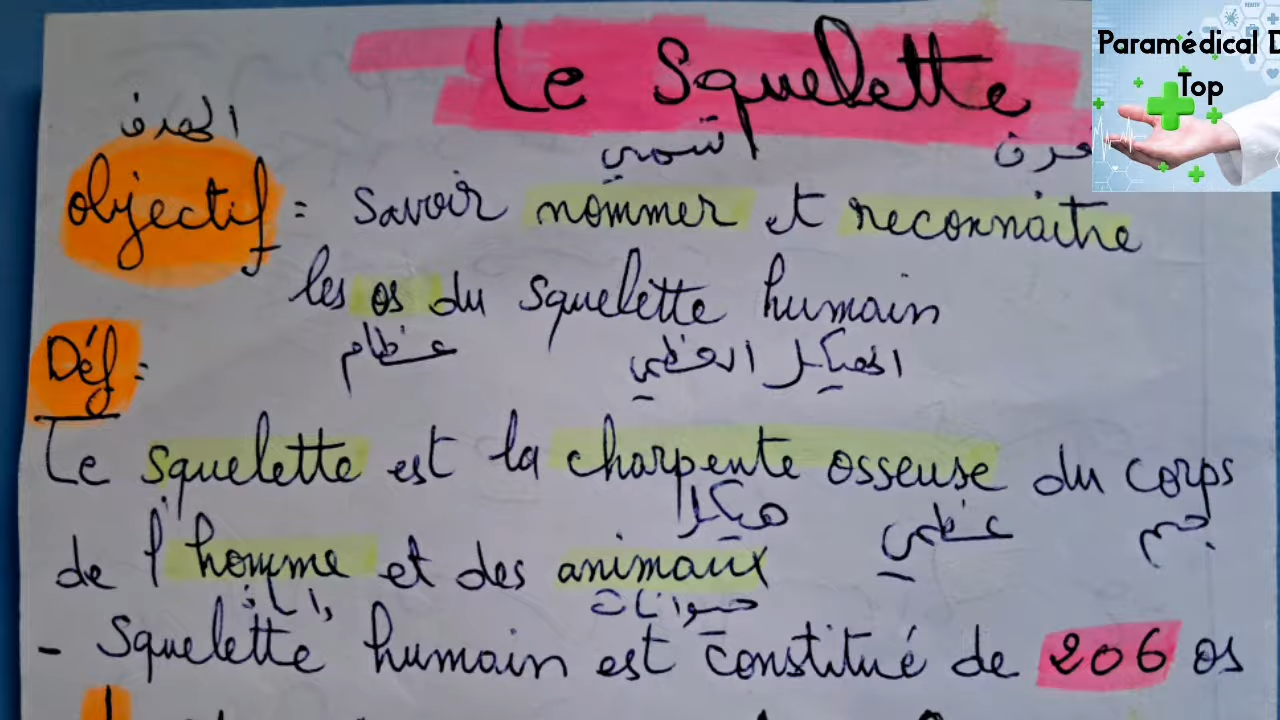 Le Squelette
Paramédical D
Top
الهدف
تسمي
objectif = Savoir nommer et reconnaitre
les os du squelette humain
عظام
الهيكل العظمي
Déf =
Le squelette est la charpente osseuse du corps
هيكل عظمي جسم
de l'homme et des animaux
انسان حيوانات
- Squelette humain est constitué de 206 os